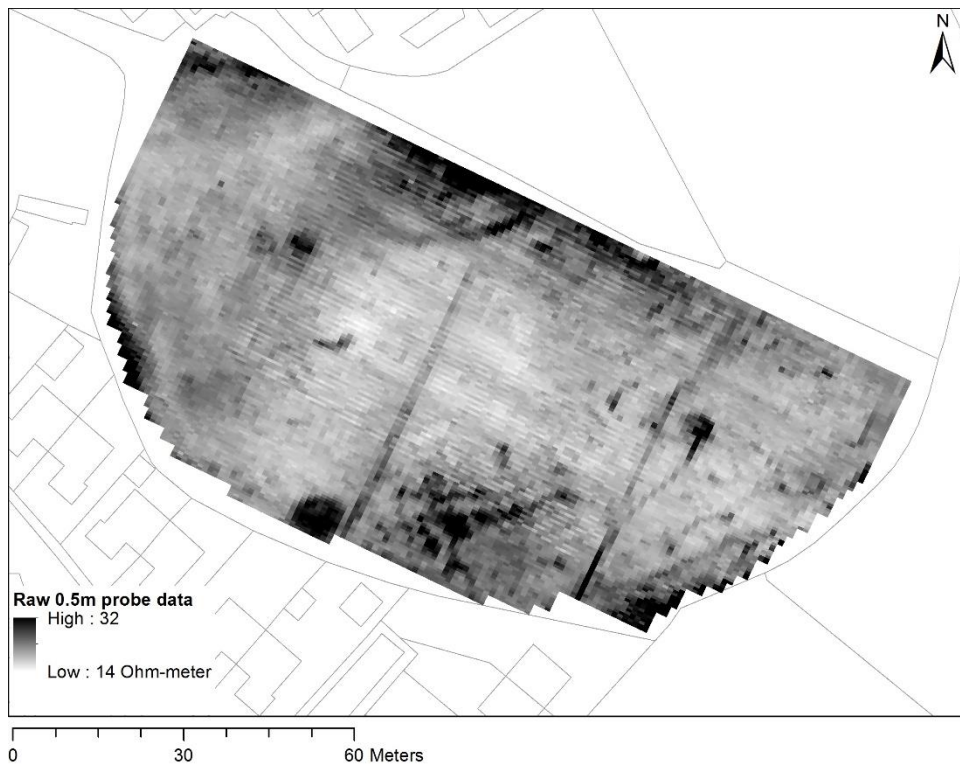 N
Raw 0.5m probe data
High : 32
Low : 14 Ohm-meter
0 30 60 Meters